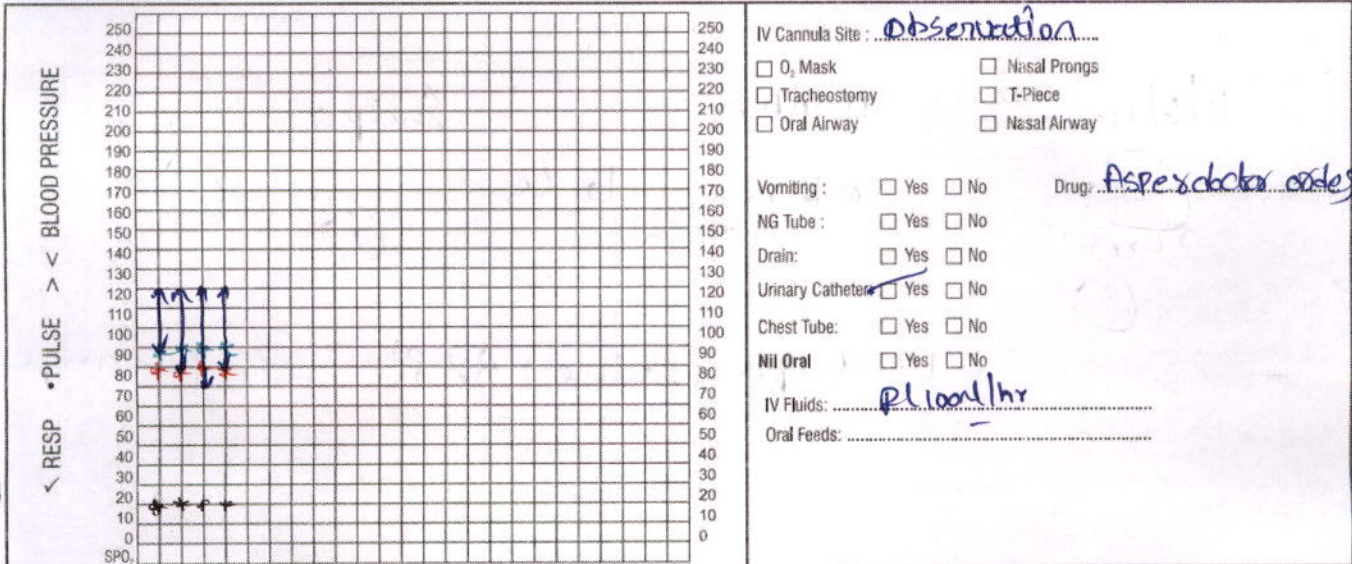 < RESP • PULSE > < BLOOD PRESSURE
250 250
240 240
230 230
220 220
210 210
200 200
190 190
180 180
170 170
160 160
150 150
140 140
130 130
120 120
110 110
100 100
90 90
80 80
70 70
60 60
50 50
40 40
30 30
20 20
10 10
0 0
SPO₂
IV Cannula Site : Observation
☐ O₂ Mask ☐ Nasal Prongs
☐ Tracheostomy ☐ T-Piece
☐ Oral Airway ☐ Nasal Airway
Vomiting : ☐ Yes ☐ No Drug: As per doctor
NG Tube : ☐ Yes ☐ No
Drain: ☐ Yes ☐ No
Urinary Catheter ☐ Yes ☐ No
Chest Tube: ☐ Yes ☐ No
Nil Oral ☐ Yes ☐ No
IV Fluids: /hr
Oral Feeds: